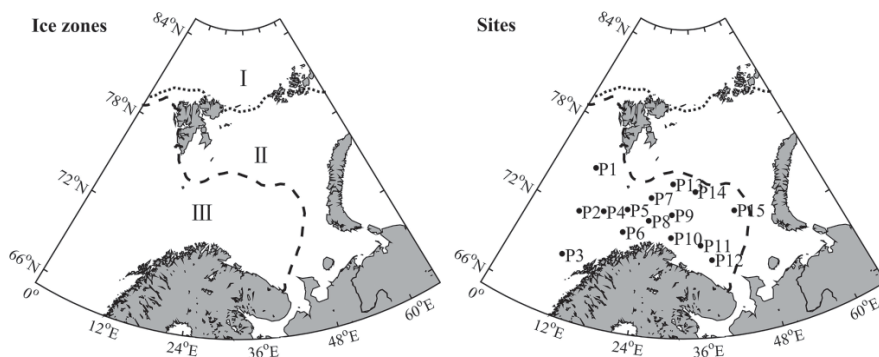 Ice zones
84°N
78°N
72°N
66°N
0°
12°E
24°E
36°E
48°E
60°E
I
II
III
Sites
84°N
78°N
72°N
66°N
0°
12°E
24°E
36°E
48°E
60°E
P1
P2
P3
P4
P5
P6
P7
P8
P9
P10
P11
P12
P13
P14
P15